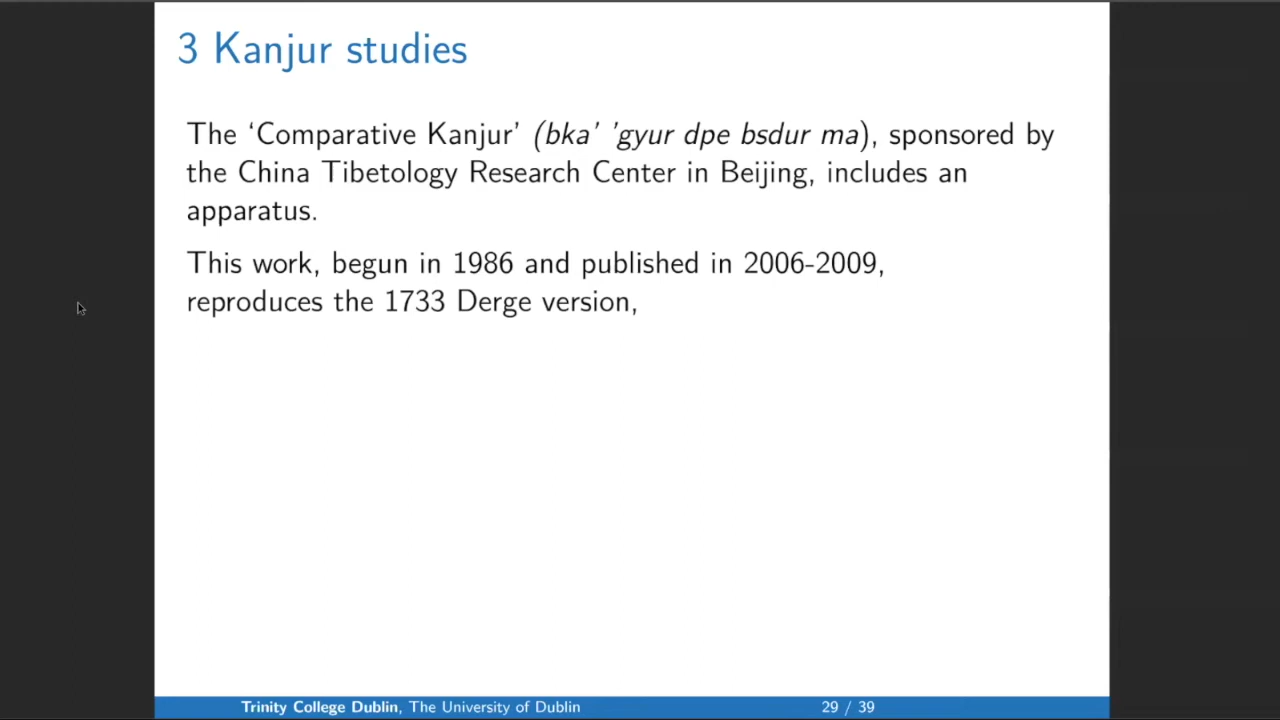 3 Kanjur studies
The ‘Comparative Kanjur’ (bka’ ’gyur dpe bsdur ma), sponsored by
the China Tibetology Research Center in Beijing, includes an
apparatus.
This work, begun in 1986 and published in 2006-2009,
reproduces the 1733 Derge version,
Trinity College Dublin, The University of Dublin 29 / 39